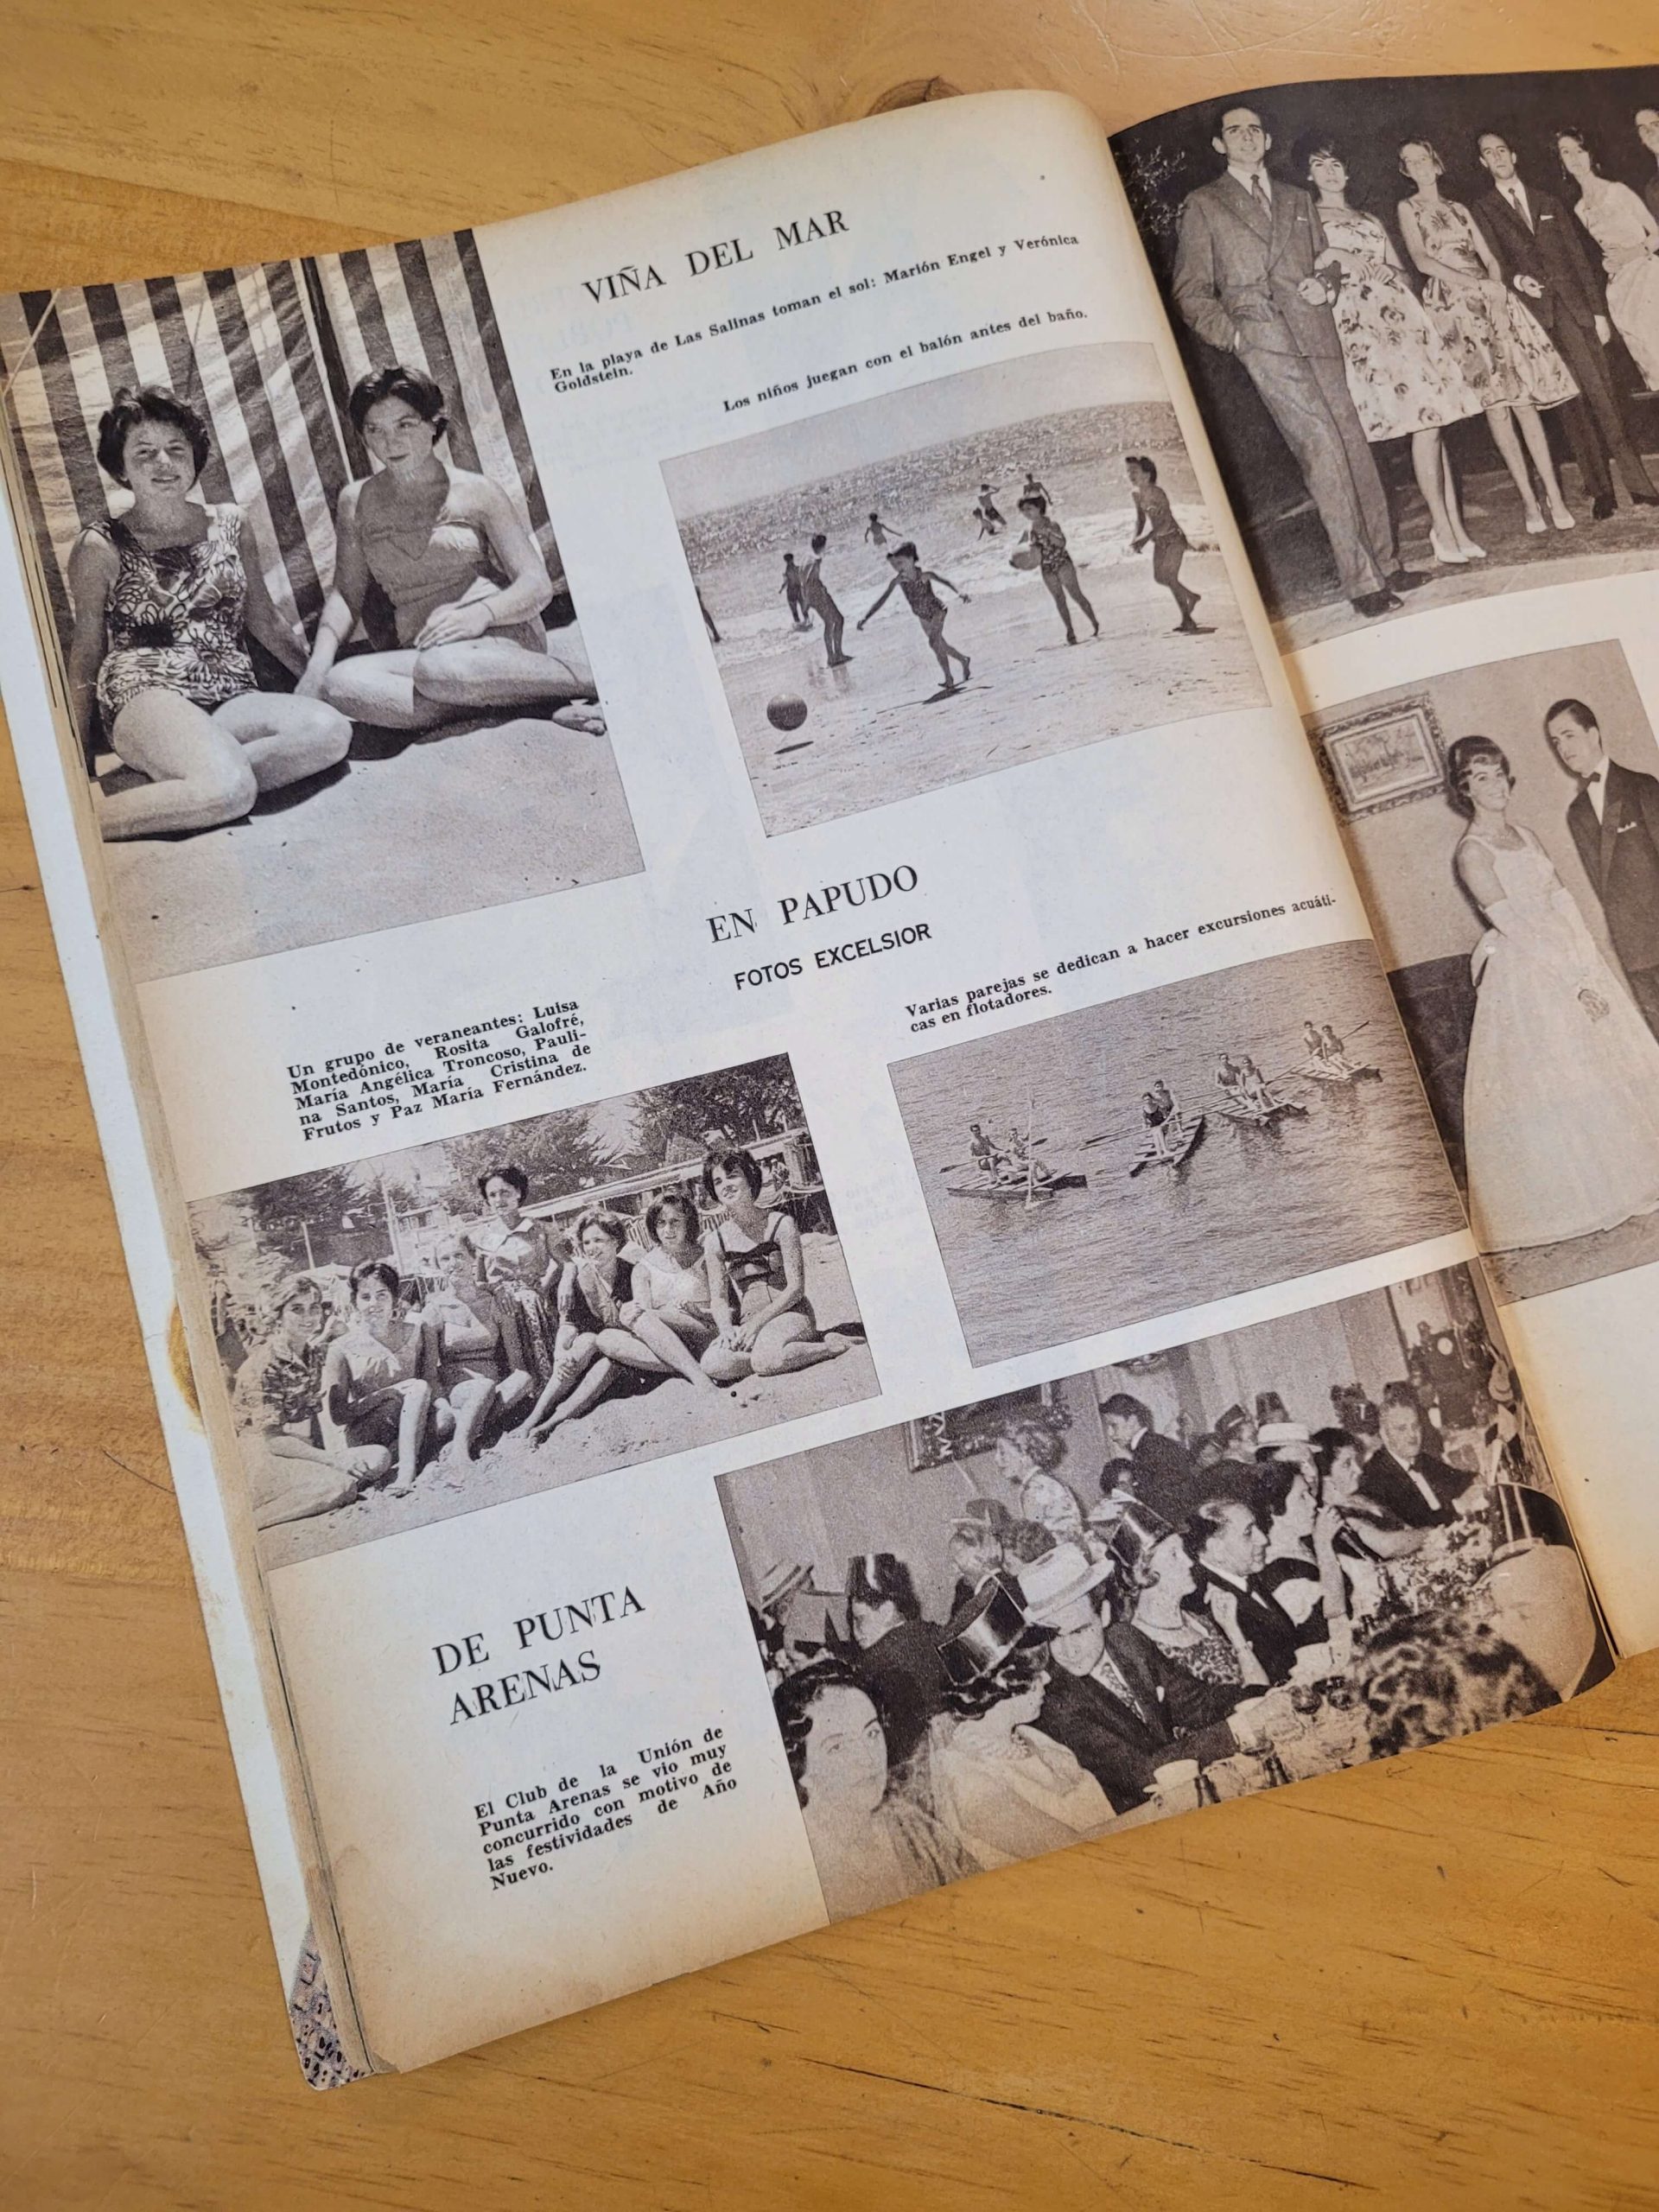 VIÑA DEL MAR
En la playa de Las Salinas toman el sol: Marión Engel y Verónica
Goldstein.
Los niños juegan con el balón antes del baño.
EN PAPUDO
FOTOS EXCELSIOR
Un grupo de veraneantes: Luisa
Montedónico, Rosita Galofré,
María Angélica Troncoso, Pauli-
na Santos, María Cristina de
Frutos y Paz María Fernández.
Varias parejas se dedican a hacer excursiones acuáti-
cas en flotadores.
DE PUNTA
ARENAS
El Club de la Unión de
Punta Arenas se vio muy
concurrido con motivo de
las festividades de Año
Nuevo.